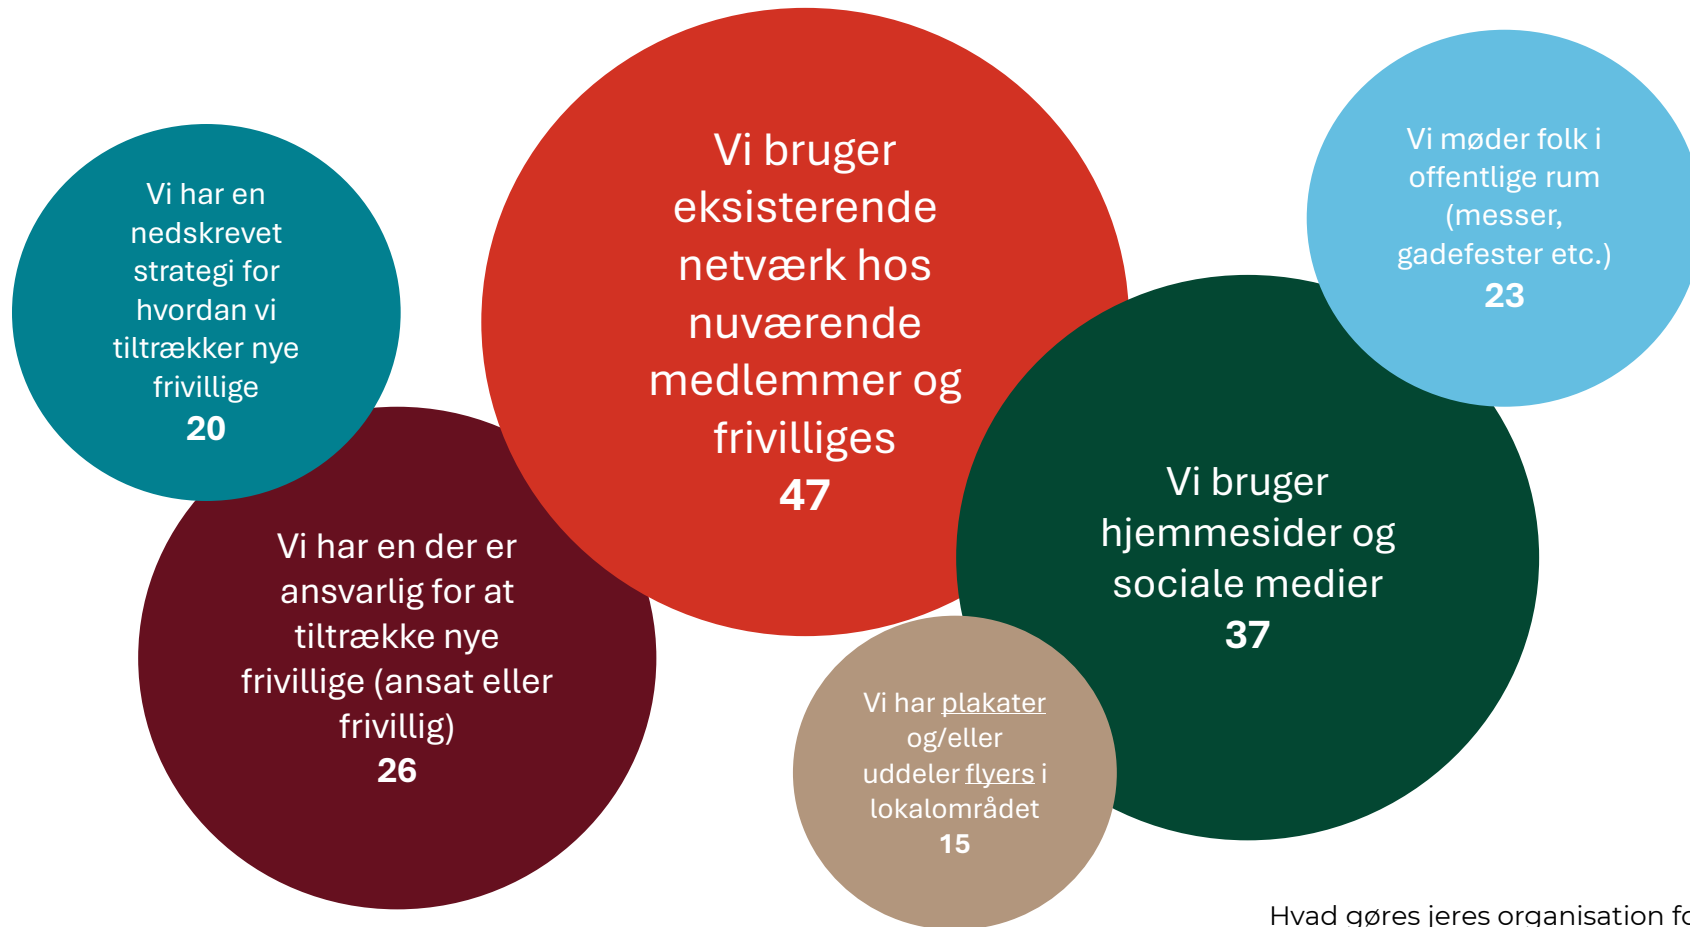 Vi har en
nedskrevet
strategi for
hvordan vi
tiltrækker nye
frivillige
20
Vi bruger
eksisterende
netværk hos
nuværende
medlemmer og
frivilliges
47
Vi møder folk i
offentlige rum
(messer,
gadefester etc.)
23
Vi har en der er
ansvarlig for at
tiltrække nye
frivillige (ansat eller
frivillig)
26
Vi bruger
hjemmesider og
sociale medier
37
Vi har plakater
og/eller
uddeler flyers i
lokalområdet
15
Hvad gøres jeres organisation